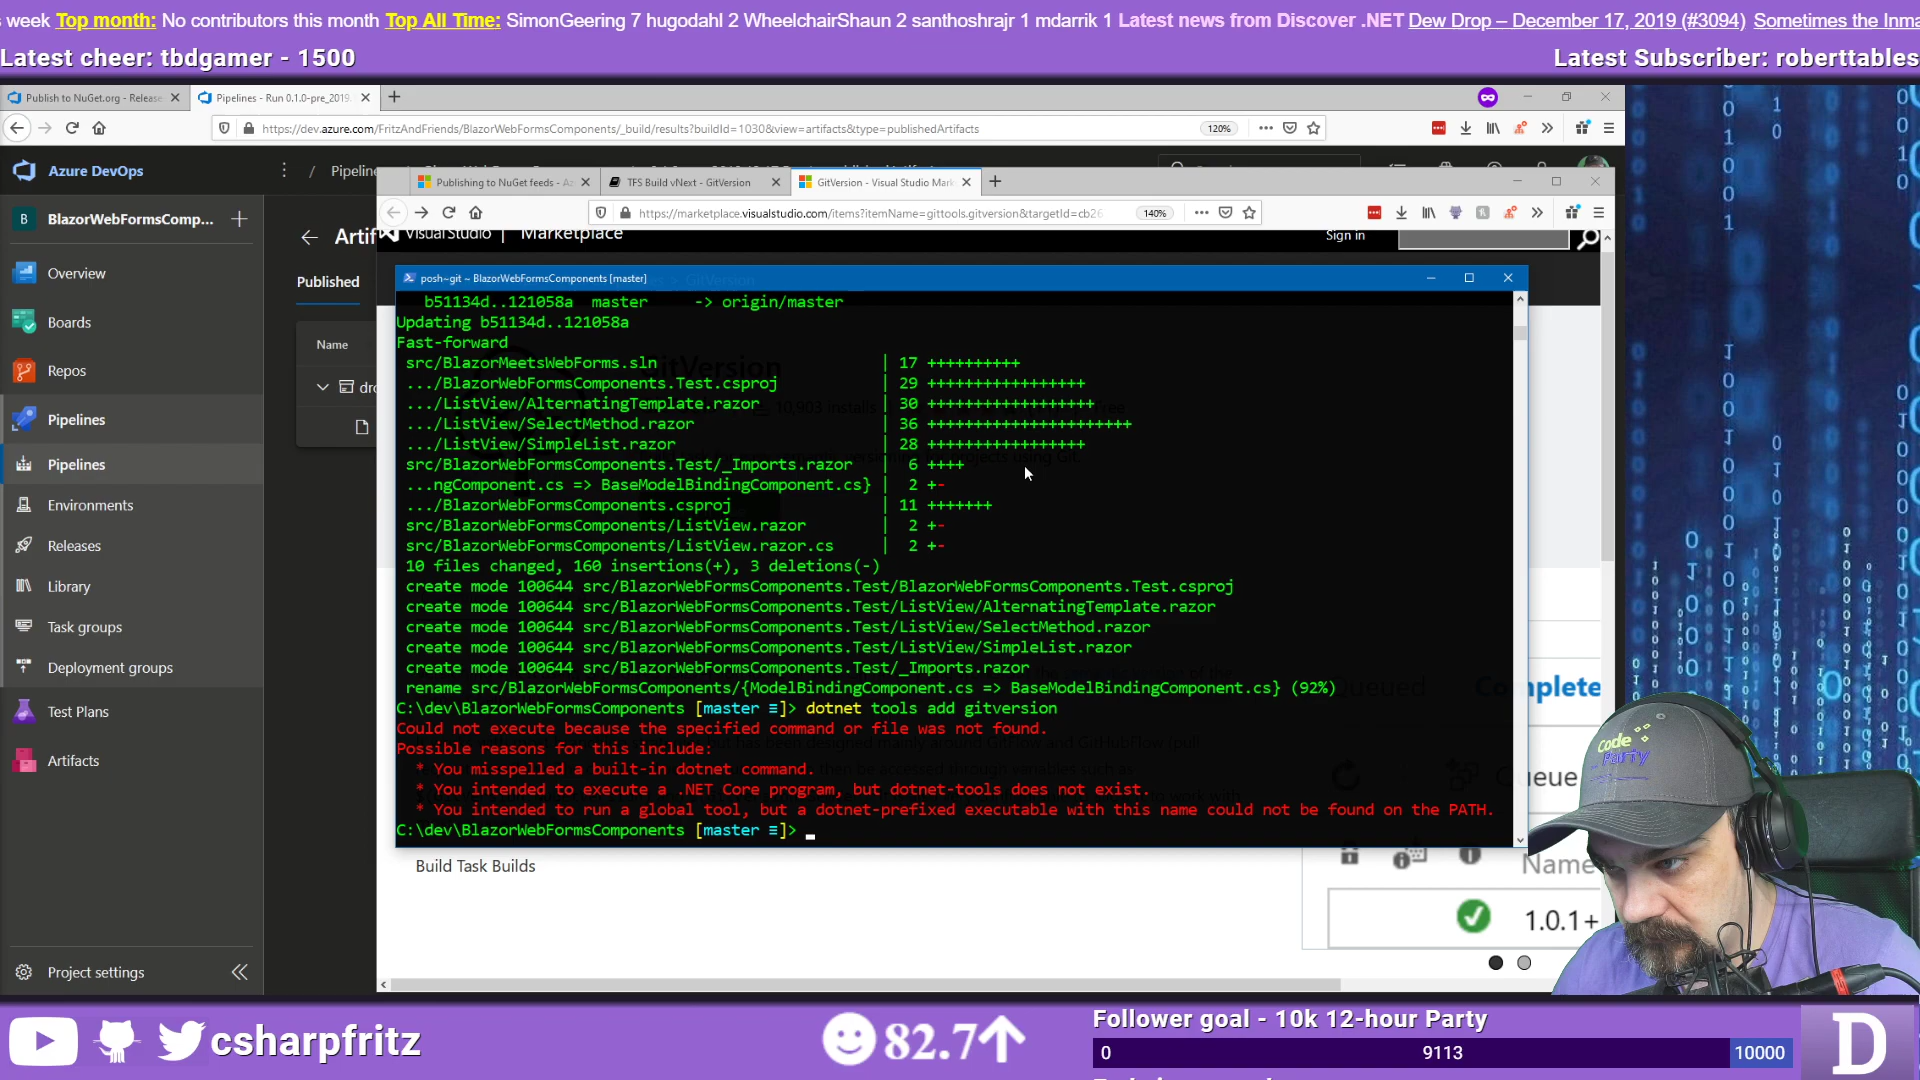 s week Top month: No contributors this month Top All Time: SimonGeering 7 hugodahl 2 WheelchairShaun 2 santhoshrajr 1 mdarrik 1 Latest news from Discover .NET Dew Drop – December 17, 2019 (#3094) Sometimes the Inma
Latest cheer: tbdgamer - 1500
Latest Subscriber: roberttables
Publish to NuGet.org - Release
Pipelines - Run 0.1.0-pre_2019.
https://dev.azure.com/FritzAndFriends/BlazorWebFormsComponents/_build/results?buildId=1030&view=artifacts&type=publishedArtifacts
120%
Azure DevOps
/ Pipeline
Publishing to NuGet feeds - Az
TFS Build vNext - GitVersion
GitVersion - Visual Studio Mark
https://marketplace.visualstudio.com/items?itemName=gittools.gitversion&targetId=cb26
140%
B BlazorWebFormsComp...
Artif
Visual Studio | Marketplace
Sign in
Overview
Boards
Repos
Pipelines
Pipelines
Environments
Releases
Library
Task groups
Deployment groups
Test Plans
Artifacts
Project settings
Published
Name
dro
posh~git ~ BlazorWebFormsComponents [master]
b51134d..121058a master -> origin/master
Updating b51134d..121058a
Fast-forward
src/BlazorMeetsWebForms.sln | 17 ++++++++++
.../BlazorWebFormsComponents.Test.csproj | 29 +++++++++++++++++
.../ListView/AlternatingTemplate.razor | 30 ++++++++++++++++++
.../ListView/SelectMethod.razor | 36 ++++++++++++++++++++++
.../ListView/SimpleList.razor | 28 +++++++++++++++++
src/BlazorWebFormsComponents.Test/_Imports.razor | 6 ++++
...ngComponent.cs => BaseModelBindingComponent.cs} | 2 +-
.../BlazorWebFormsComponents.csproj | 11 +++++++
src/BlazorWebFormsComponents/ListView.razor | 2 +-
src/BlazorWebFormsComponents/ListView.razor.cs | 2 +-
10 files changed, 160 insertions(+), 3 deletions(-)
create mode 100644 src/BlazorWebFormsComponents.Test/BlazorWebFormsComponents.Test.csproj
create mode 100644 src/BlazorWebFormsComponents.Test/ListView/AlternatingTemplate.razor
create mode 100644 src/BlazorWebFormsComponents.Test/ListView/SelectMethod.razor
create mode 100644 src/BlazorWebFormsComponents.Test/ListView/SimpleList.razor
create mode 100644 src/BlazorWebFormsComponents.Test/_Imports.razor
rename src/BlazorWebFormsComponents/{ModelBindingComponent.cs => BaseModelBindingComponent.cs} (92%)
C:\dev\BlazorWebFormsComponents [master ≡]> dotnet tools add gitversion
Could not execute because the specified command or file was not found.
Possible reasons for this include:
* You misspelled a built-in dotnet command.
* You intended to execute a .NET Core program, but dotnet-tools does not exist.
* You intended to run a global tool, but a dotnet-prefixed executable with this name could not be found on the PATH.
C:\dev\BlazorWebFormsComponents [master ≡]>
Build Task Builds
Queued
Complete
Queue
Name
1.0.1+
Code
Party
csharpfritz
82.7
Follower goal - 10k 12-hour Party
0 9113 10000
D